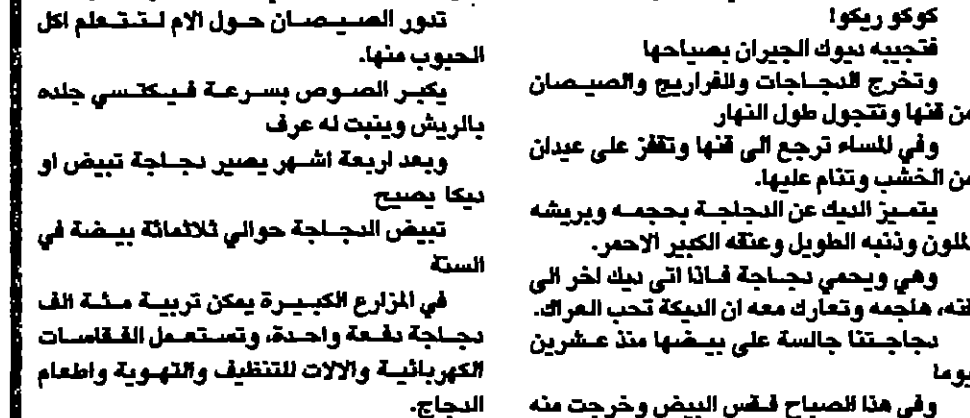 كوكو ريكو!
فتجيبه ديوك الجيران بصياحها
وتخرج الدجاجات والفراريج والصيصان
من قنها وتتجول طول النهار
وفي المساء ترجع الى قنها وتقفز على عيدان
من الخشب وتنام عليها.
يتميز الديك عن الدجاجة بحجمه وبريشه
الملون وذنبه الطويل وعنقه الكبير الاحمر.
وهي ويحمي دجاجة فاذا اتى ديك اخر الى
هاجمه وتعارك معه ان الديكة تحب العراك.
دجاجتنا جالسة على بيضها منذ عشرين
يوما
وفي هذا الصباح فقس البيض وخرجت منه
تدور الصيصان حول الام لتتعلم اكل
الحبوب منها.
يكبر الصوص بسرعة فيكتسي جلده
بالريش وينبت له عرف
وبعد اربعة اشهر يصير دجاجة تبيض او
ديكا يصيح
تبيض الدجاجة حوالي ثلاثمائة بيضة في
السنة
في المزارع الكبيرة يمكن تربية مئة الف
دجاجة دفعة واحدة، وتستعمل الفقاسات
الكهربائية والالات للتنظيف والتهوية واطعام
الدجاج.